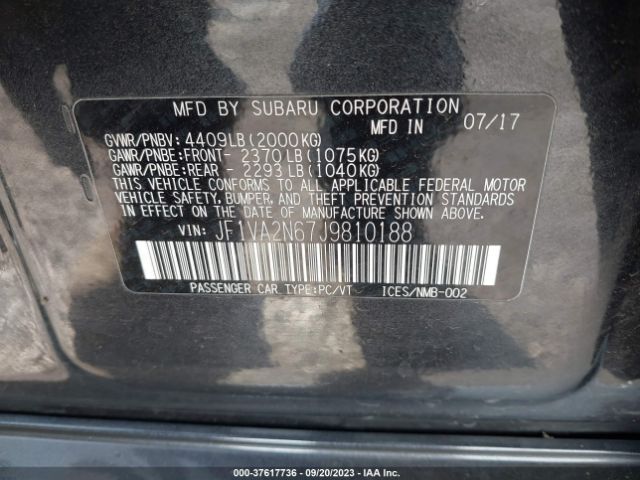 MFD BY SUBARU CORPORATION
MFD IN 07/17
GVWR/PNBV: 4409LB(2000KG)
GAWR/PNBE:FRONT- 2370LB(1075KG)
GAWR/PNBE:REAR - 2293LB(1040KG)
THIS VEHICLE CONFORMS TO ALL APPLICABLE FEDERAL MOTOR
VEHICLE SAFETY, BUMPER, AND THEFT PREVENTION STANDARDS
IN EFFECT ON THE DATE OF MANUFACTURE SHOWN ABOVE.
VIN: JF1VA2N67J9810188
PASSENGER CAR TYPE:PC/VT ICES/NMB-002
000-37617736 - 09/20/2023 - IAA Inc.